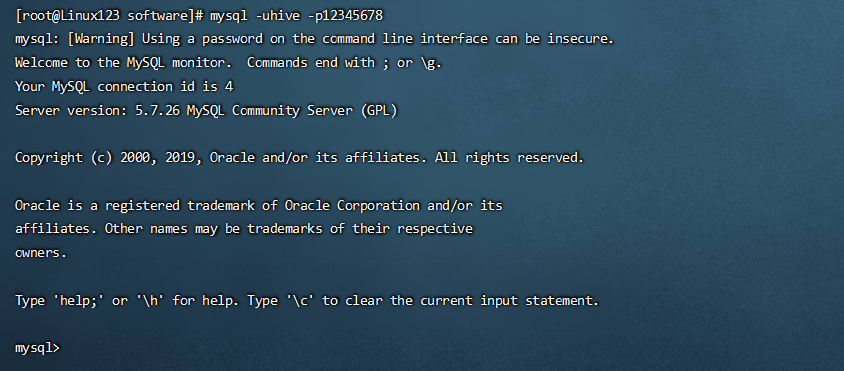 [root@Linux123 software]# mysql -uhive -p12345678
mysql: [Warning] Using a password on the command line interface can be insecure.
Welcome to the MySQL monitor.  Commands end with ; or \g.
Your MySQL connection id is 4
Server version: 5.7.26 MySQL Community Server (GPL)
Copyright (c) 2000, 2019, Oracle and/or its affiliates. All rights reserved.
Oracle is a registered trademark of Oracle Corporation and/or its
affiliates. Other names may be trademarks of their respective
owners.
Type 'help;' or '\h' for help. Type '\c' to clear the current input statement.
mysql>